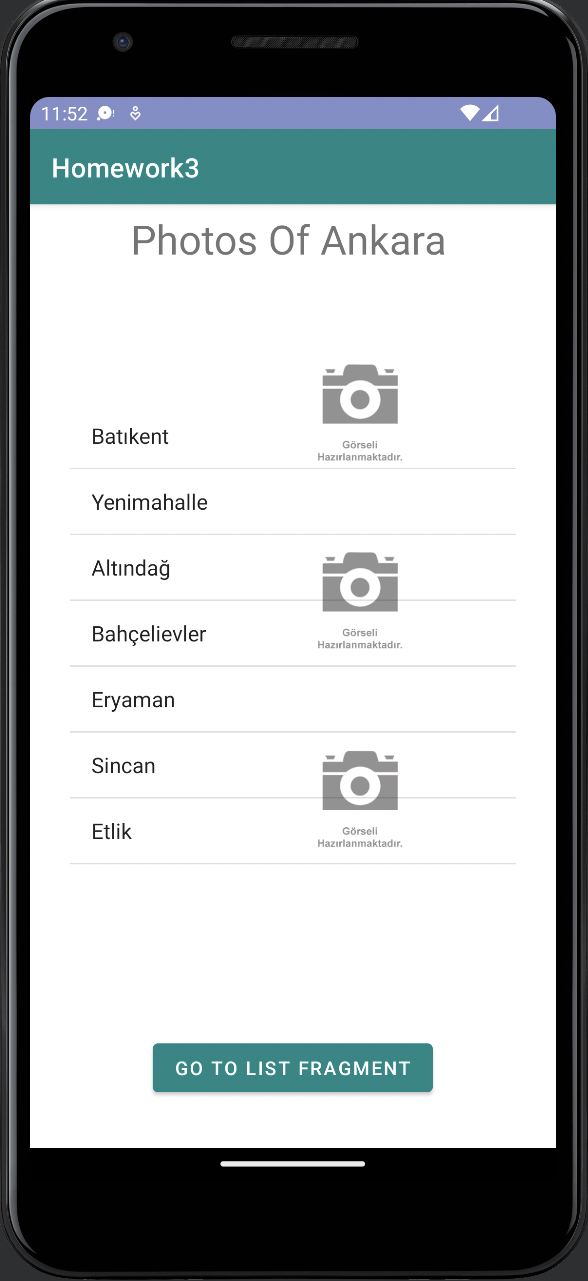 11:52
Homework3
Photos Of Ankara
Görseli
Hazırlanmaktadır.
Batıkent
Yenimahalle
Altındağ
Görseli
Hazırlanmaktadır.
Bahçelievler
Eryaman
Sincan
Görseli
Hazırlanmaktadır.
Etlik
GO TO LIST FRAGMENT